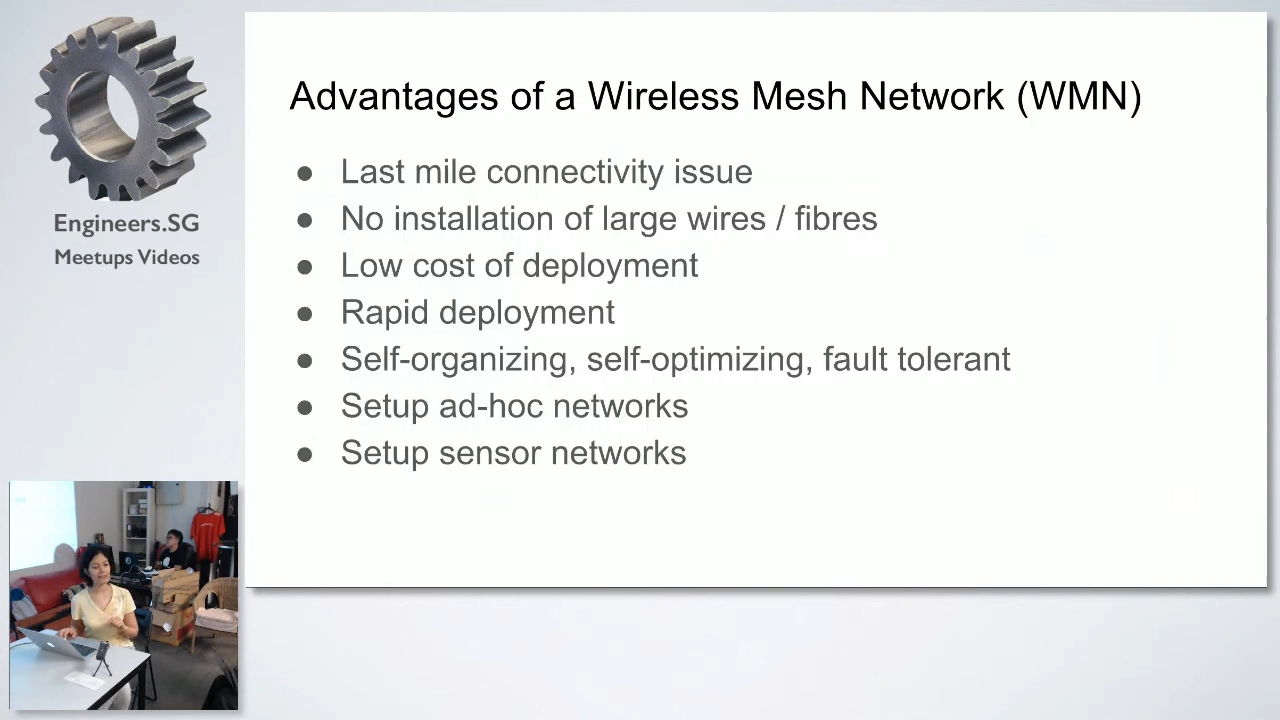 Engineers.SG
Meetups Videos
Advantages of a Wireless Mesh Network (WMN)
● Last mile connectivity issue
● No installation of large wires / fibres
● Low cost of deployment
● Rapid deployment
● Self-organizing, self-optimizing, fault tolerant
● Setup ad-hoc networks
● Setup sensor networks